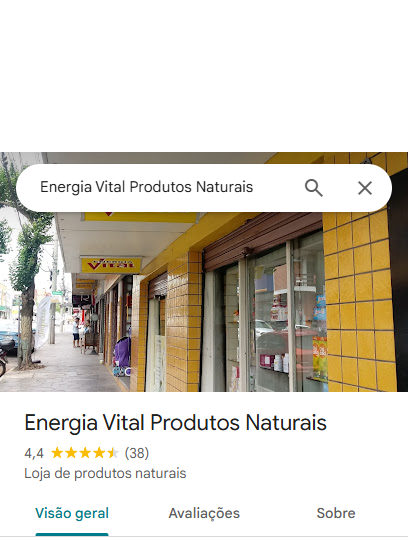 Energia Vital Produtos Naturais
VITAL
Energia Vital Produtos Naturais
4,4 (38)
Loja de produtos naturais
Visão geral
Avaliações
Sobre